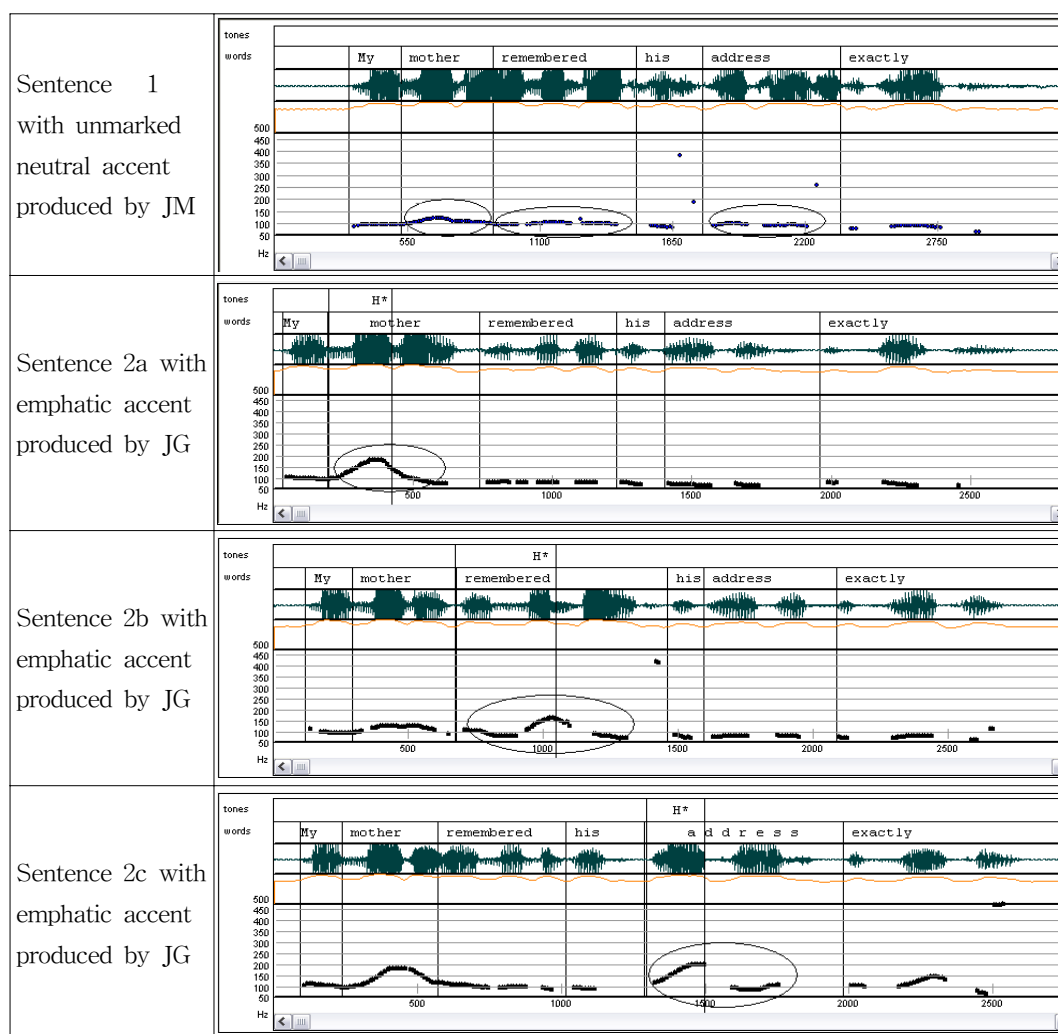 Sentence 1
with unmarked
neutral accent
produced by JM
tones
words
My mother remembered his address exactly
500
450
400
350
300
250
200
150
100
50
Hz
550 1100 1650 2200 2750
Sentence 2a with
emphatic accent
produced by JG
tones H*
words My mother remembered his address exactly
500
450
400
350
300
250
200
150
100
50
Hz
500 1000 1500 2000 2500
Sentence 2b with
emphatic accent
produced by JG
tones H*
words My mother remembered his address exactly
500
450
400
350
300
250
200
150
100
50
Hz
500 1000 1500 2000 2500
Sentence 2c with
emphatic accent
produced by JG
tones H*
words My mother remembered his a d d r e s s exactly
500
450
400
350
300
250
200
150
100
50
Hz
500 1000 1500 2000 2500